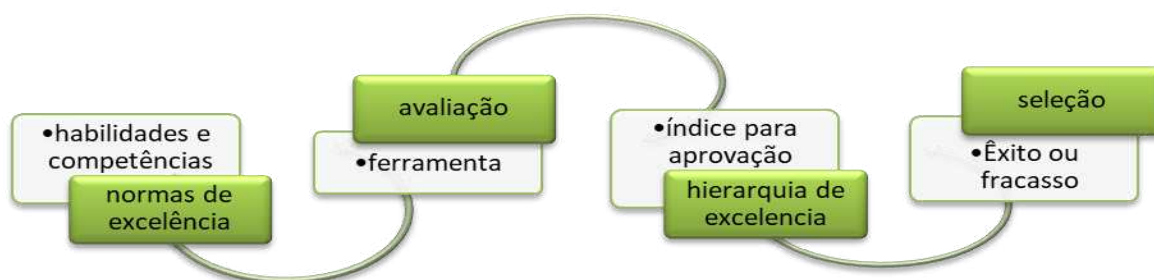 •habilidades e
competências
normas de
excelência
avaliação
•ferramenta
•índice para
aprovação
hierarquia de
excelencia
seleção
•Êxito ou
fracasso